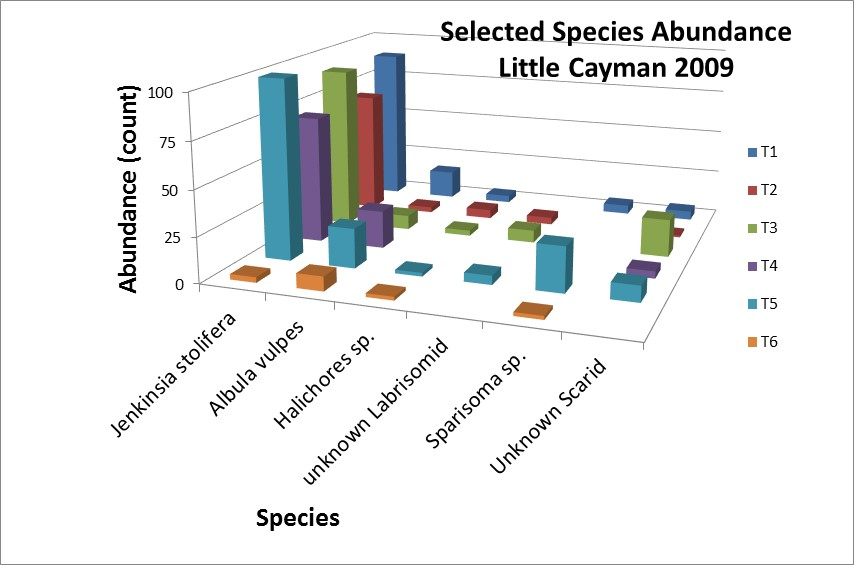 Selected Species Abundance
Little Cayman 2009
Abundance (count)
100
75
50
25
0
T1
T2
T3
T4
T5
T6
Jenkinsia stolifera
Albula vulpes
Halichores sp.
unknown Labrisomid
Sparisoma sp.
Unknown Scarid
Species